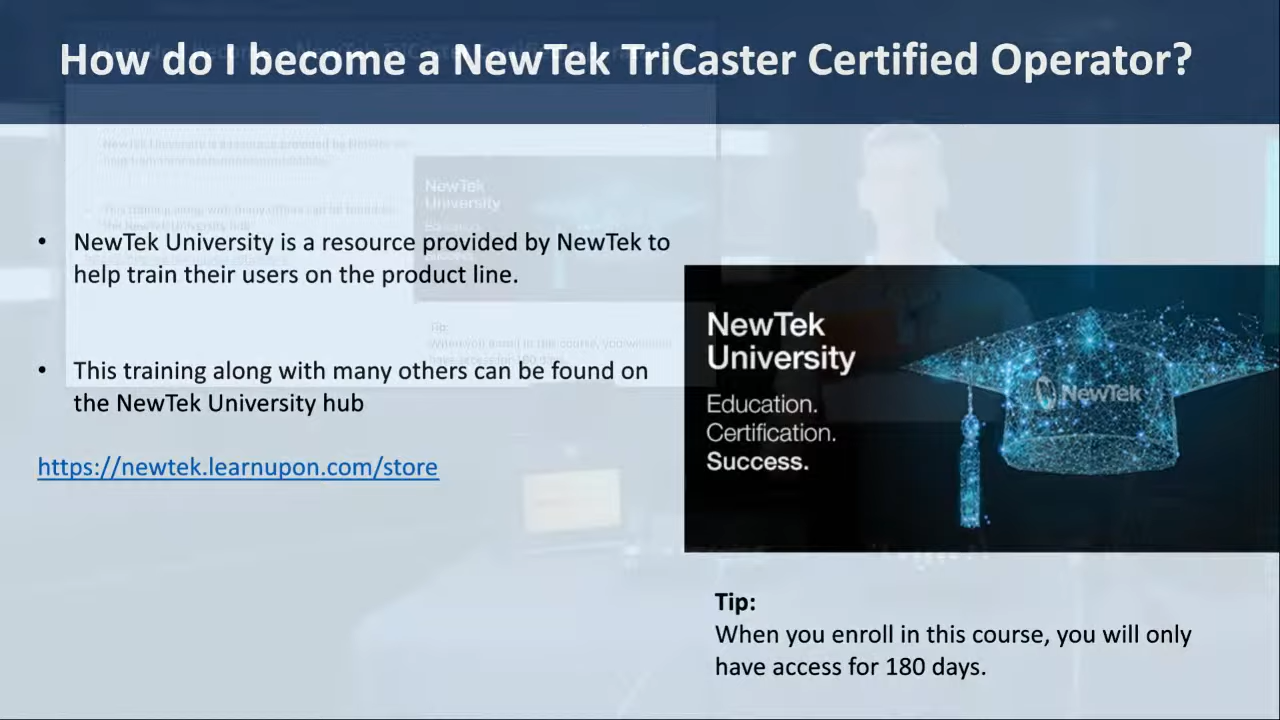 How do I become a NewTek TriCaster Certified Operator?
• NewTek University is a resource provided by NewTek to
help train their users on the product line.
• This training along with many others can be found on
the NewTek University hub
https://newtek.learnupon.com/store
NewTek
University
Education.
Certification.
Success.
NewTek
Tip:
When you enroll in this course, you will only
have access for 180 days.
NewTek
University
Tip: